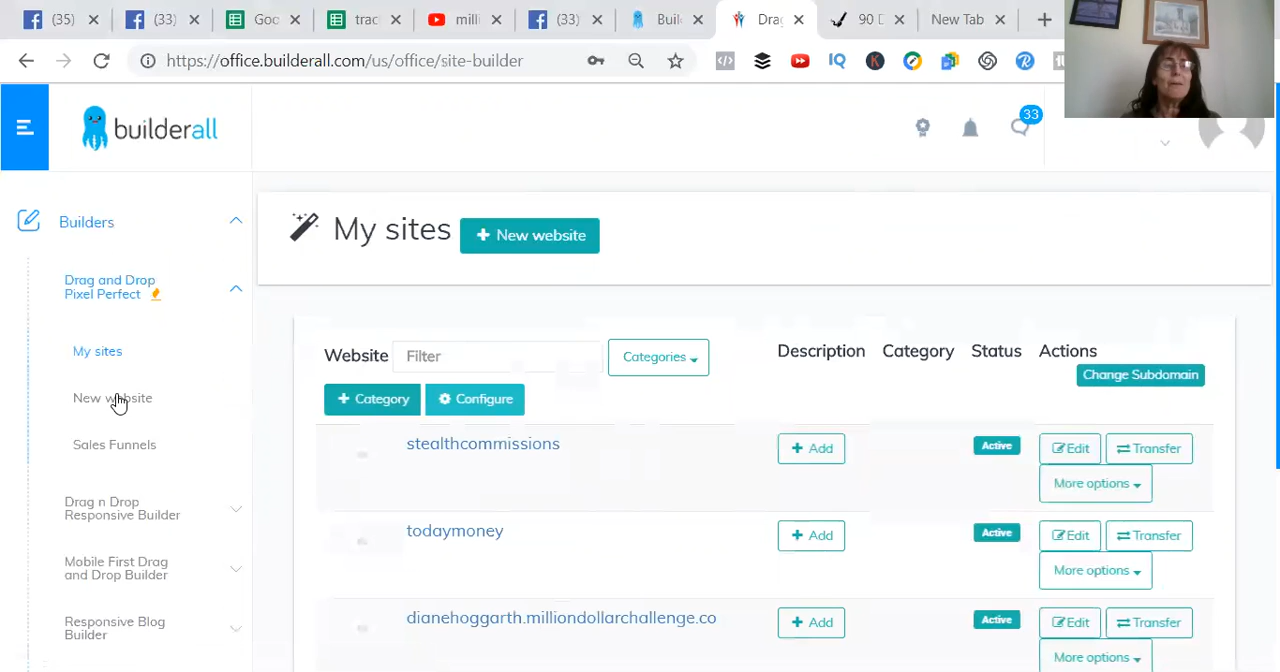 (35)
(33)
Goo
trac
milli
(33)
Buil
Drag
90 D
New Tab
https://office.builderall.com/us/office/site-builder
builderall
33
Builders
Drag and Drop
Pixel Perfect
My sites
New website
Sales Funnels
Drag n Drop
Responsive Builder
Mobile First Drag
and Drop Builder
Responsive Blog
Builder
My sites
+ New website
Website
Filter
Categories
Description
Category
Status
Actions
Change Subdomain
+ Category
Configure
stealthcommissions
+ Add
Active
Edit
Transfer
More options
todaymoney
+ Add
Active
Edit
Transfer
More options
dianehoggarth.milliondollarchallenge.co
+ Add
Active
Edit
Transfer
More options